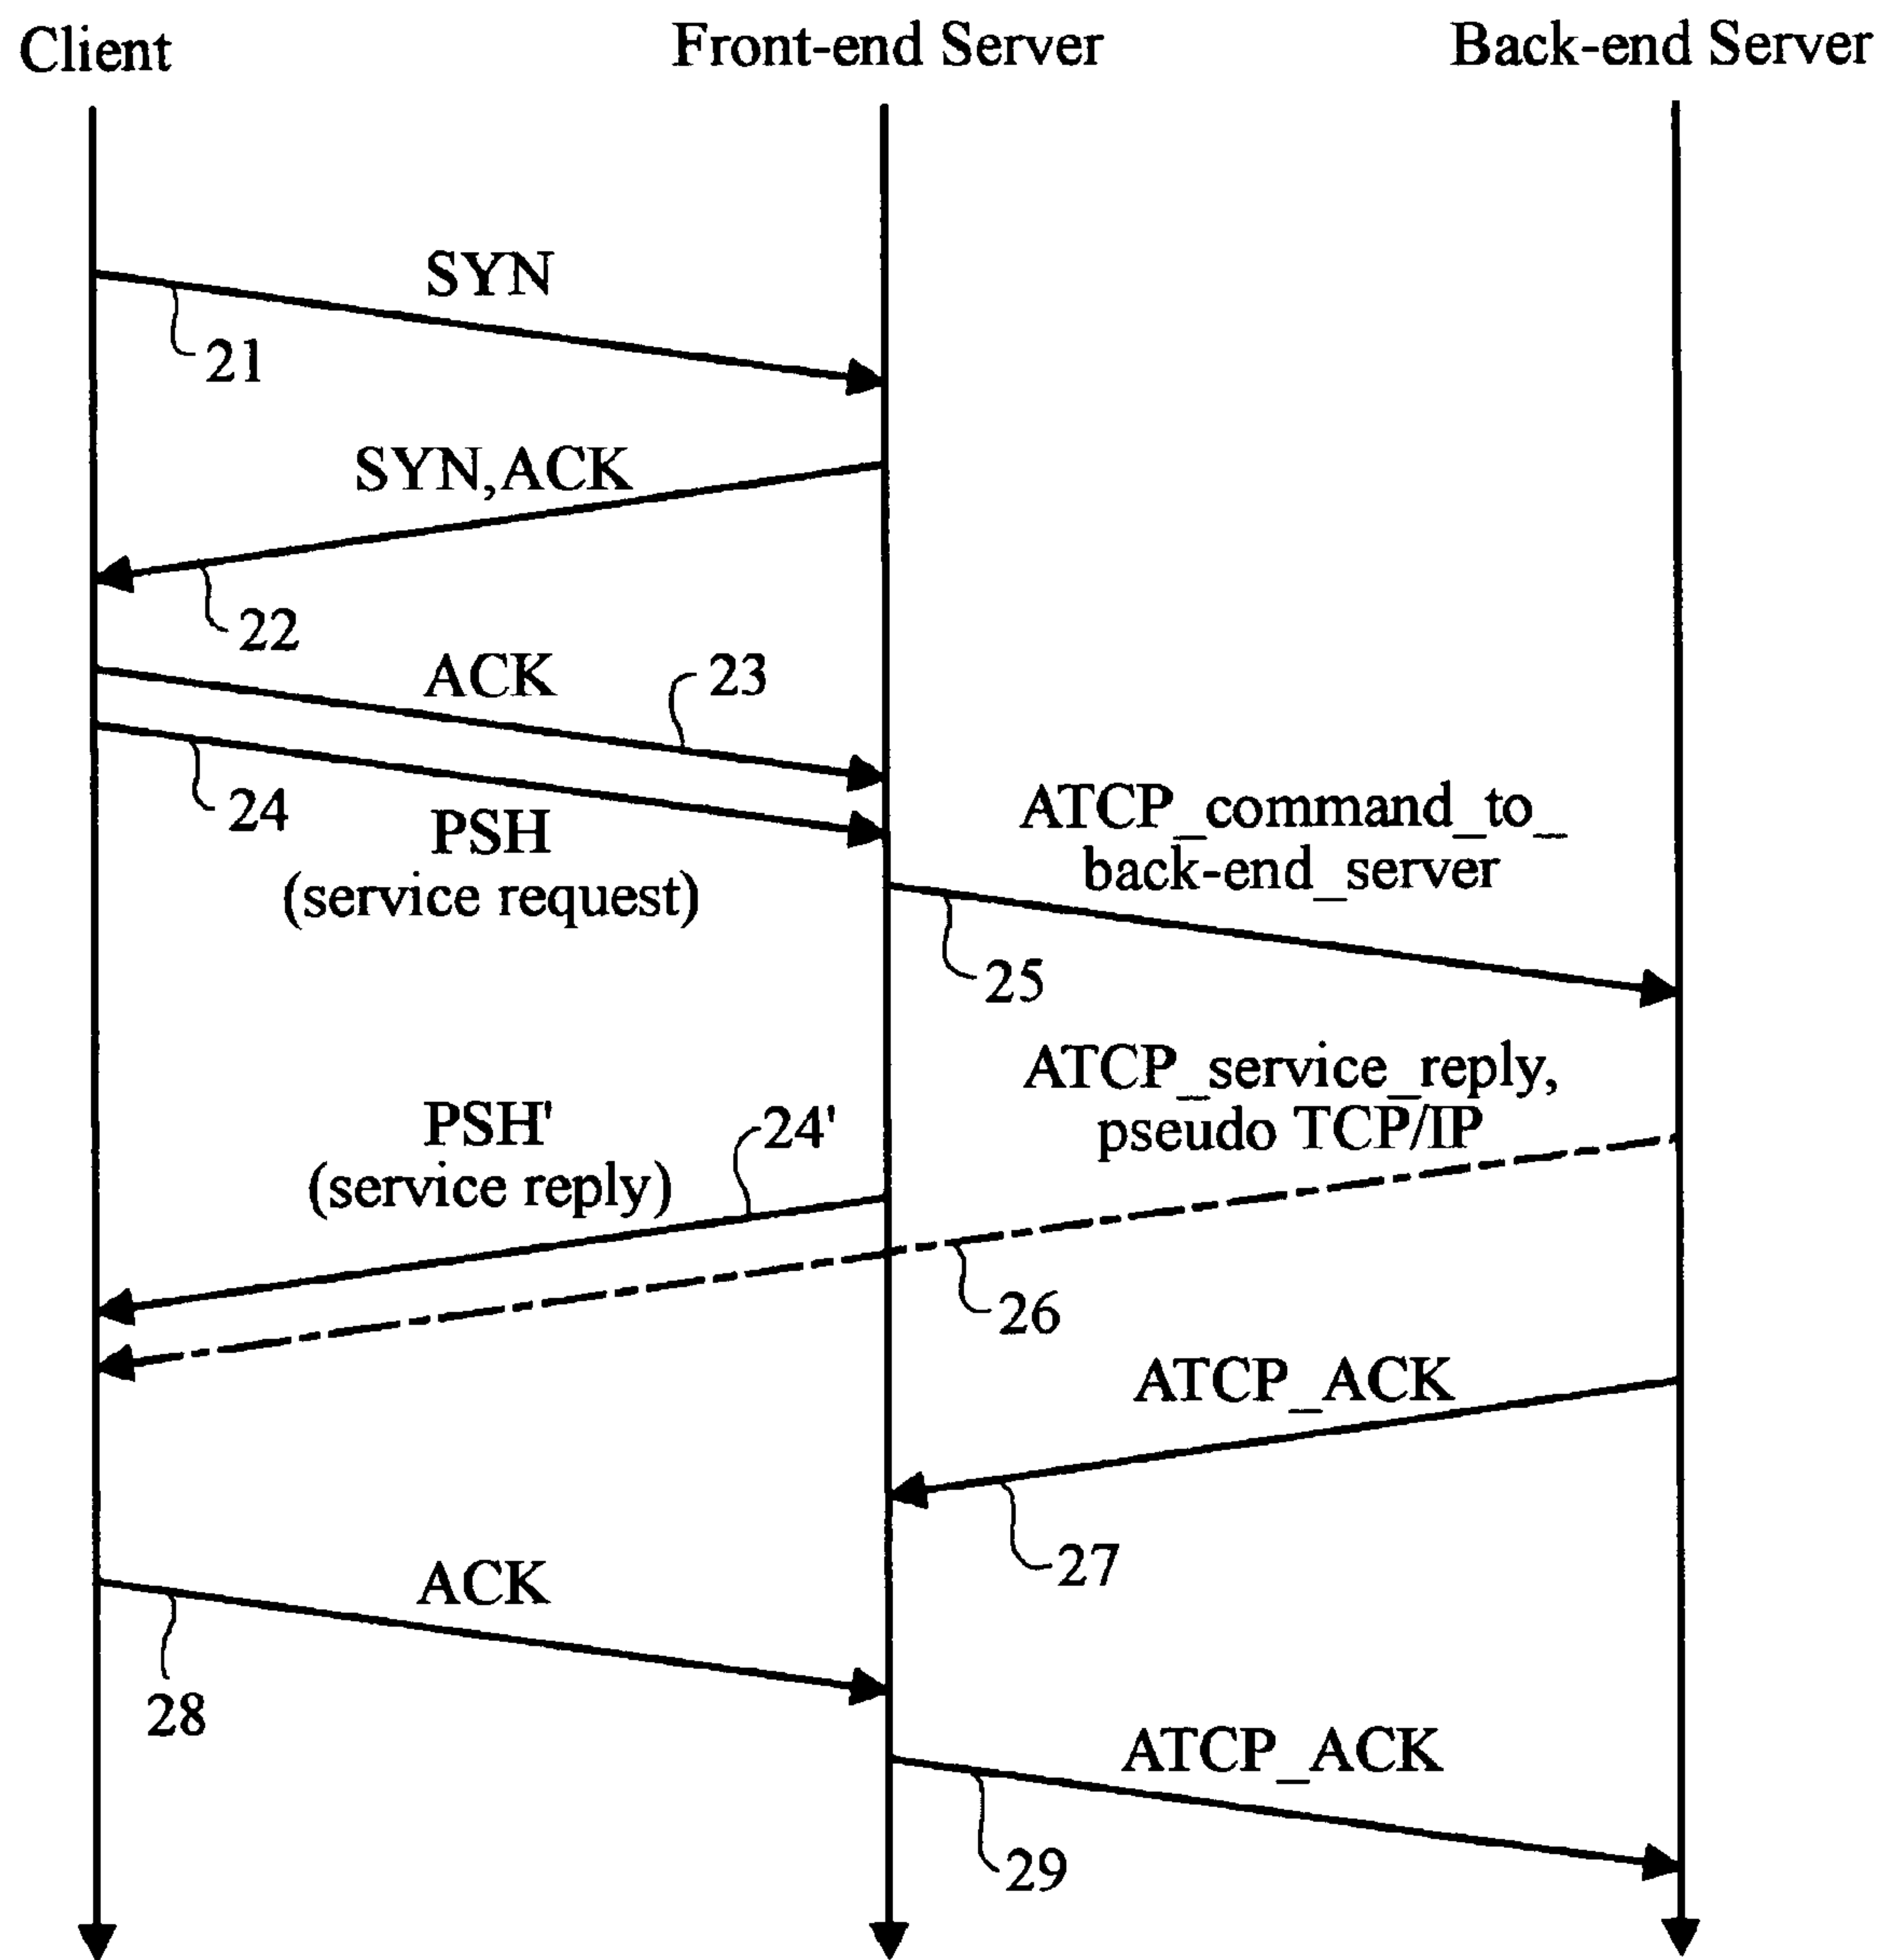 Client
Front-end Server
Back-end Server
SYN
21
SYN,ACK
22
ACK
23
24
PSH
(service request)
ATCP_command_to_
back-end_server
25
ATCP_service_reply,
pseudo TCP/IP
PSH'
(service reply)
24'
26
ATCP_ACK
27
ACK
28
ATCP_ACK
29